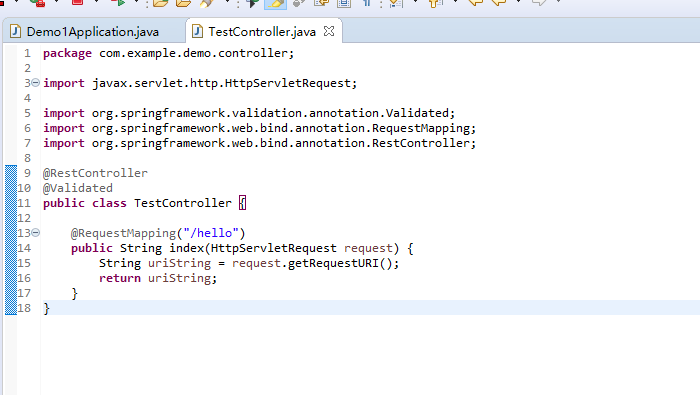 Demo1Application.java
TestController.java
1 package com.example.demo.controller;
2
3 import javax.servlet.http.HttpServletRequest;
4
5 import org.springframework.validation.annotation.Validated;
6 import org.springframework.web.bind.annotation.RequestMapping;
7 import org.springframework.web.bind.annotation.RestController;
8
9 @RestController
10 @Validated
11 public class TestController {
12
13 @RequestMapping("/hello")
14 public String index(HttpServletRequest request) {
15 String uriString = request.getRequestURI();
16 return uriString;
17 }
18 }